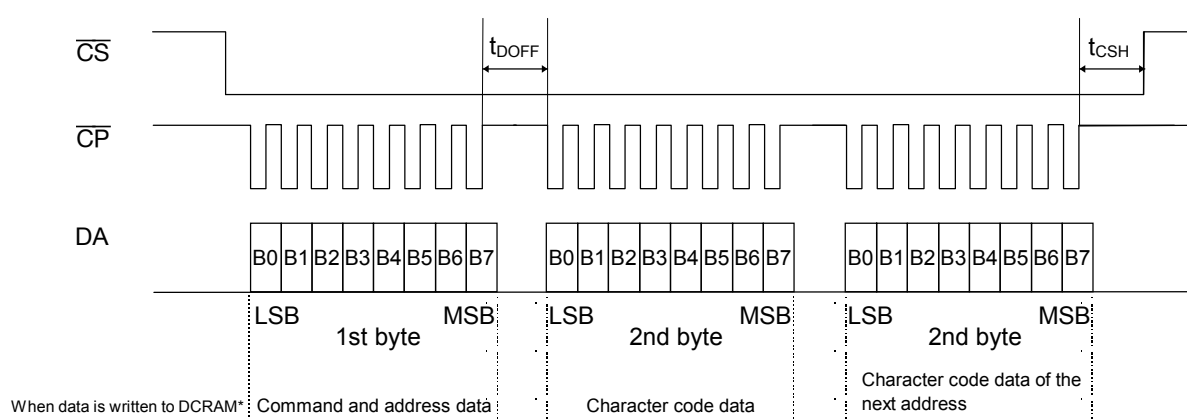 CS
tDOFF
tCSH
CP
DA
B0 B1 B2 B3 B4 B5 B6 B7 B0 B1 B2 B3 B4 B5 B6 B7 B0 B1 B2 B3 B4 B5 B6 B7
LSB MSB LSB MSB LSB MSB
1st byte 2nd byte 2nd byte
When data is written to DCRAM* Command and address data Character code data Character code data of the
next address